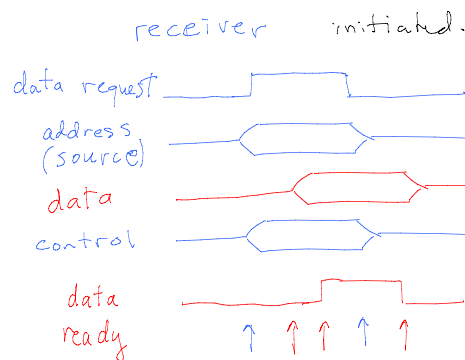 receiver initiated.
data request
address
(source)
data
control
data
ready